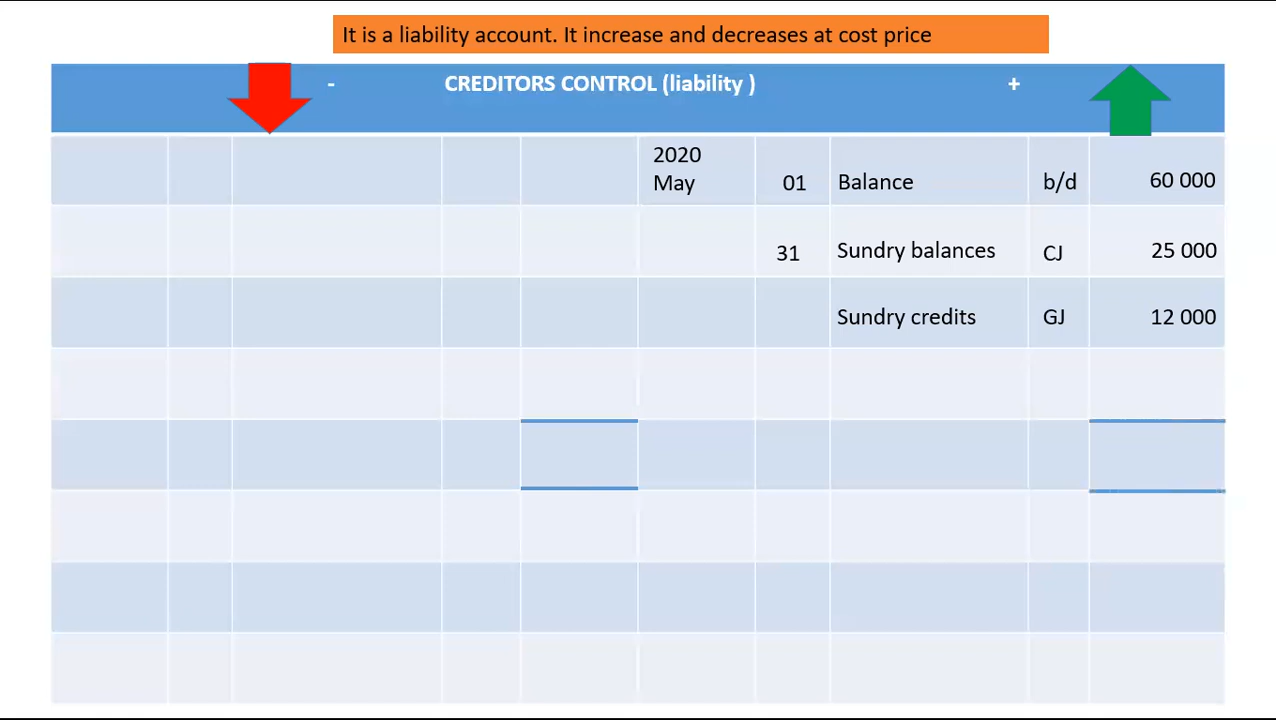 It is a liability account. It increase and decreases at cost price
- CREDITORS CONTROL (liability ) +
2020
May 01 Balance b/d 60 000
31 Sundry balances CJ 25 000
Sundry credits GJ 12 000